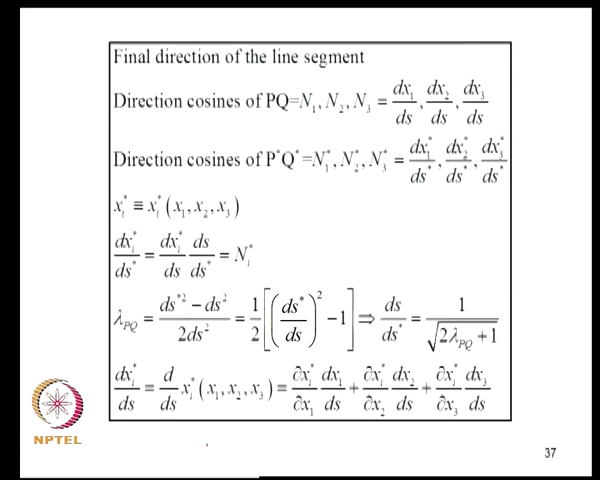 Final direction of the line segment
Direction cosines of PQ=N₁, N₂, N₃ = dx₁/ds, dx₂/ds, dx₃/ds
Direction cosines of P*Q*=N₁*, N₂*, N₃* = dx₁*/ds*, dx₂*/ds*, dx₃*/ds*
xᵢ* ≡ xᵢ*(x₁, x₂, x₃)
dxᵢ*/ds* = dxᵢ*/ds ds/ds* = Nᵢ*
λ_PQ = (ds*² − ds²)/2ds² = 1/2[(ds*/ds)² − 1] ⇒ ds/ds* = 1/√(2λ_PQ + 1)
dxᵢ*/ds = d/ds xᵢ*(x₁, x₂, x₃) = ∂xᵢ*/∂x₁ dx₁/ds + ∂xᵢ*/∂x₂ dx₂/ds + ∂xᵢ*/∂x₃ dx₃/ds
NPTEL
37